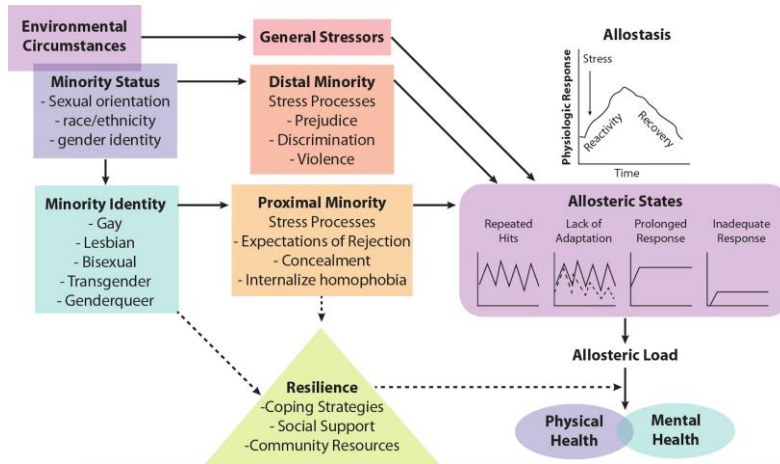 Environmental
Circumstances
General Stressors
Allostasis
Stress
Physiologic Response
Reactivity
Recovery
Time
Minority Status
- Sexual orientation
- race/ethnicity
- gender identity
Distal Minority
Stress Processes
- Prejudice
- Discrimination
- Violence
Minority Identity
- Gay
- Lesbian
- Bisexual
- Transgender
- Genderqueer
Proximal Minority
Stress Processes
- Expectations of Rejection
- Concealment
- Internalize homophobia
Allosteric States
Repeated
Hits
Lack of
Adaptation
Prolonged
Response
Inadequate
Response
Allosteric Load
Resilience
-Coping Strategies
- Social Support
-Community Resources
Physical
Health
Mental
Health